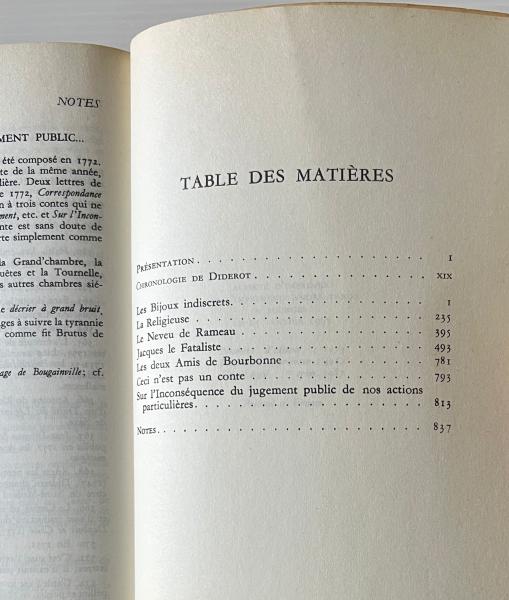 NOTES
MENT PUBLIC...
été composé en 1772.
te de la même année,
lière. Deux lettres de
e 1772, Correspondance
n à trois contes qui ne
ment, etc. et Sur l'Incon-
nte est sans doute de
rte simplement comme
la Grand'chambre, la
uêtes et la Tournelle,
s autres chambres sié-
e décrier à grand bruit,
ages à suivre la tyrannie
comme fit Brutus de
age de Bougainville; cf.
TABLE DES MATIÈRES
PRÉSENTATION . . . . . . . . . . . . . . . . . I
CHRONOLOGIE DE DIDEROT . . . . . . . . . . . . . XIX
Les Bijoux indiscrets. . . . . . . . . . . . . . . 1
La Religieuse . . . . . . . . . . . . . . . . . 235
Le Neveu de Rameau . . . . . . . . . . . . . . 395
Jacques le Fataliste . . . . . . . . . . . . . . . 493
Les deux Amis de Bourbonne . . . . . . . . . . . 781
Ceci n'est pas un conte . . . . . . . . . . . . . 793
Sur l'Inconséquence du jugement public de nos actions
particulières. . . . . . . . . . . . . . . . . . 813
NOTES. . . . . . . . . . . . . . . . . . . . 837